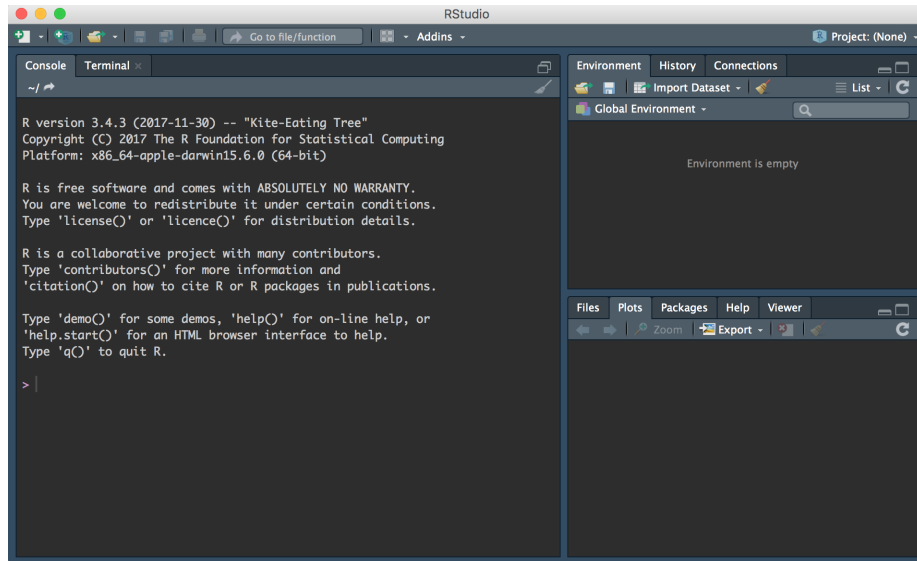 RStudio
Go to file/function
Addins
Project: (None)
Console Terminal
~/
R version 3.4.3 (2017-11-30) -- "Kite-Eating Tree"
Copyright (C) 2017 The R Foundation for Statistical Computing
Platform: x86_64-apple-darwin15.6.0 (64-bit)
R is free software and comes with ABSOLUTELY NO WARRANTY.
You are welcome to redistribute it under certain conditions.
Type 'license()' or 'licence()' for distribution details.
R is a collaborative project with many contributors.
Type 'contributors()' for more information and
'citation()' on how to cite R or R packages in publications.
Type 'demo()' for some demos, 'help()' for on-line help, or
'help.start()' for an HTML browser interface to help.
Type 'q()' to quit R.
>
Environment History Connections
Import Dataset List
Global Environment
Environment is empty
Files Plots Packages Help Viewer
Zoom Export